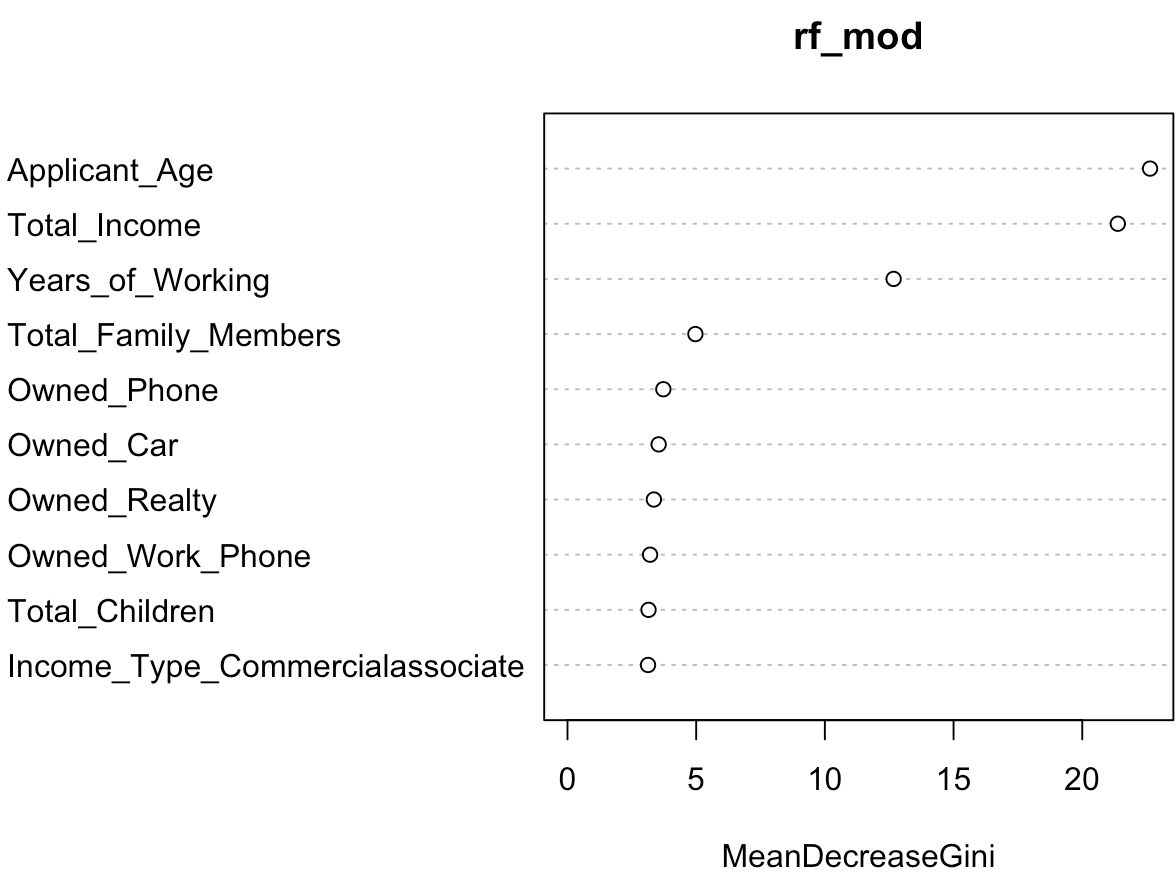 rf_mod
Applicant_Age
Total_Income
Years_of_Working
Total_Family_Members
Owned_Phone
Owned_Car
Owned_Realty
Owned_Work_Phone
Total_Children
Income_Type_Commercialassociate
0 5 10 15 20
MeanDecreaseGini